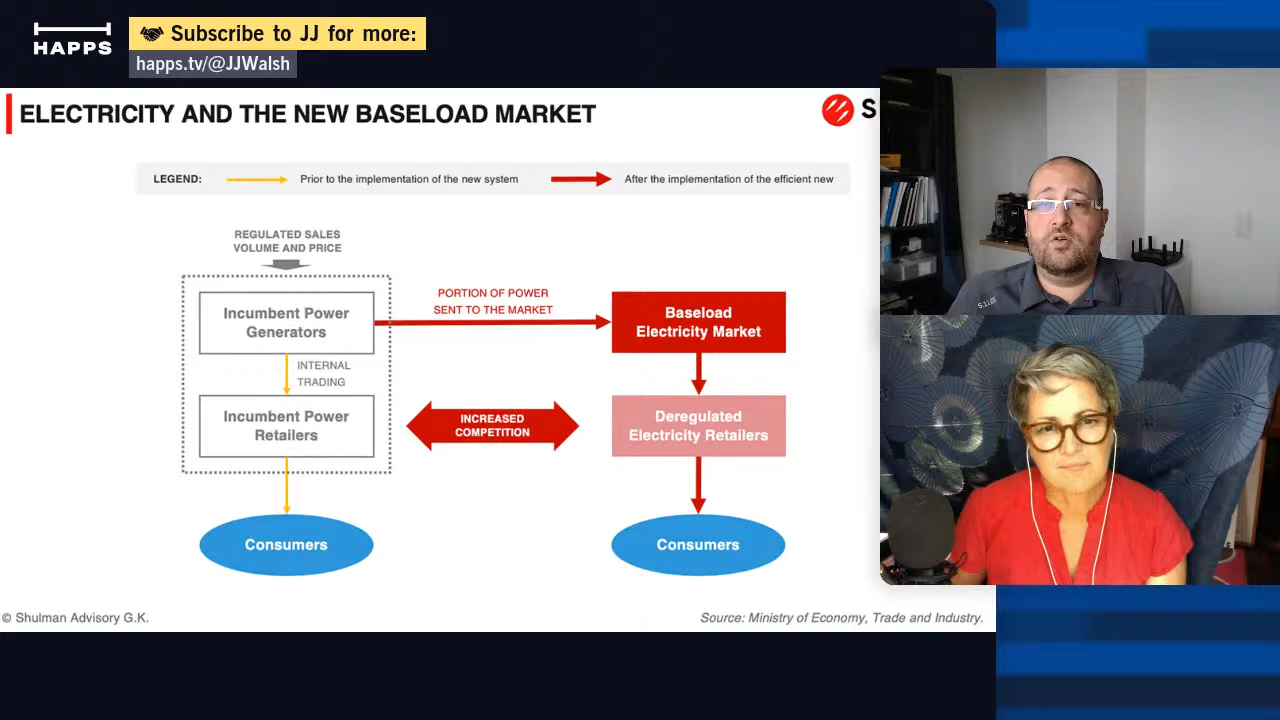 HAPPS
Subscribe to JJ for more:
happs.tv/@JJWalsh
ELECTRICITY AND THE NEW BASELOAD MARKET
S
LEGEND:
Prior to the implementation of the new system
After the implementation of the efficient new
REGULATED SALES
VOLUME AND PRICE
Incumbent Power
Generators
PORTION OF POWER
SENT TO THE MARKET
Baseload
Electricity Market
INTERNAL
TRADING
Incumbent Power
Retailers
INCREASED
COMPETITION
Deregulated
Electricity Retailers
Consumers
Consumers
© Shulman Advisory G.K.
Source: Ministry of Economy, Trade and Industry.
5.11